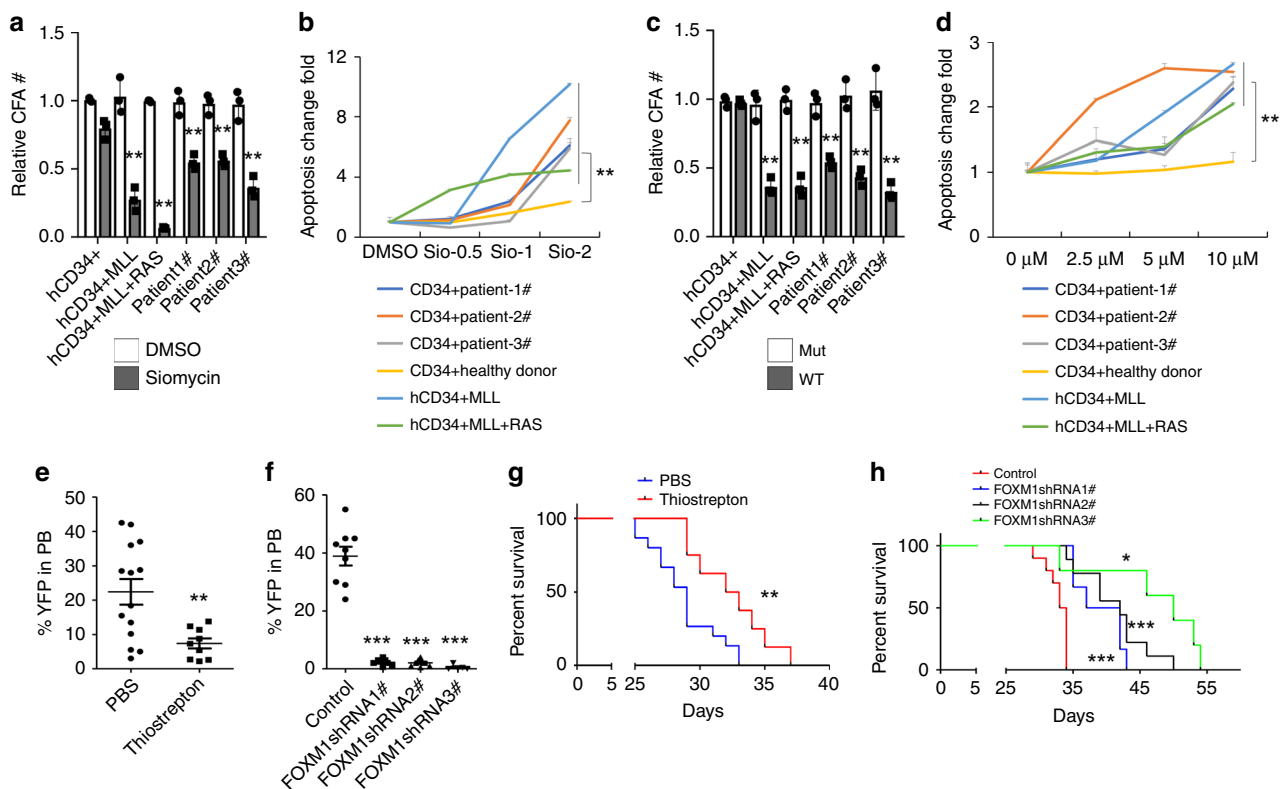 a
Relative CFA #
1.0
0.5
0.0
**
**
**
**
**
hCD34+
hCD34+MLL
hCD34+MLL+RAS
Patient1#
Patient2#
Patient3#
DMSO
Siomycin
b
Apoptosis change fold
12
8
4
0
**
DMSO Sio-0.5 Sio-1 Sio-2
CD34+patient-1#
CD34+patient-2#
CD34+patient-3#
CD34+healthy donor
hCD34+MLL
hCD34+MLL+RAS
c
Relative CFA #
1.0
0.5
0.0
**
**
**
**
**
hCD34+
hCD34+MLL
hCD34+MLL+RAS
Patient1#
Patient2#
Patient3#
Mut
WT
d
Apoptosis change fold
3
2
1
0
**
0 μM 2.5 μM 5 μM 10 μM
CD34+patient-1#
CD34+patient-2#
CD34+patient-3#
CD34+healthy donor
hCD34+MLL
hCD34+MLL+RAS
e
% YFP in PB
50
40
30
20
10
0
**
PBS
Thiostrepton
f
% YFP in PB
60
40
20
0
*** *** ***
Control
FOXM1shRNA1#
FOXM1shRNA2#
FOXM1shRNA3#
g
PBS
Thiostrepton
Percent survival
100
50
0
**
0 5 25 30 35 40
Days
h
Control
FOXM1shRNA1#
FOXM1shRNA2#
FOXM1shRNA3#
Percent survival
100
50
0
*
***
***
0 5 25 35 45 55
Days